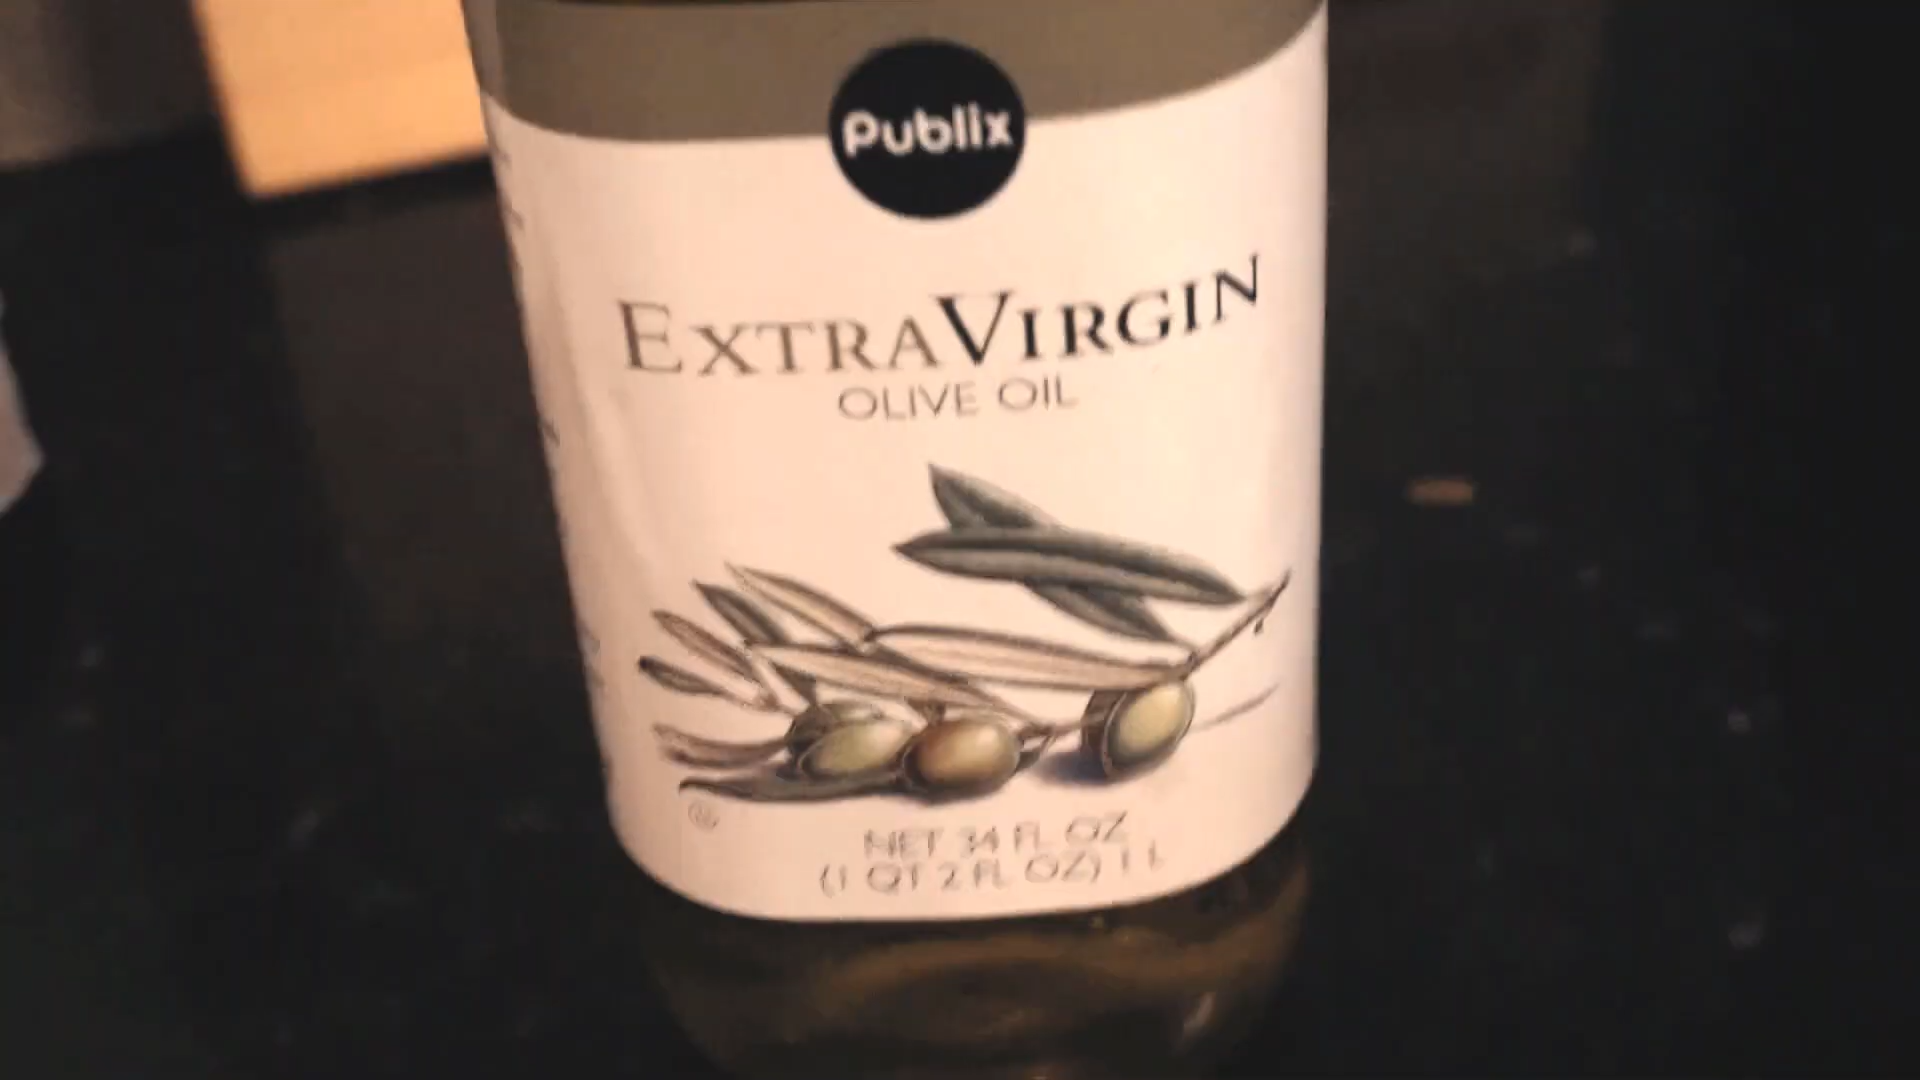 Publix
EXTRAVIRGIN
OLIVE OIL
NET 34 FL OZ
(1 QT 2 FL OZ) 1 L